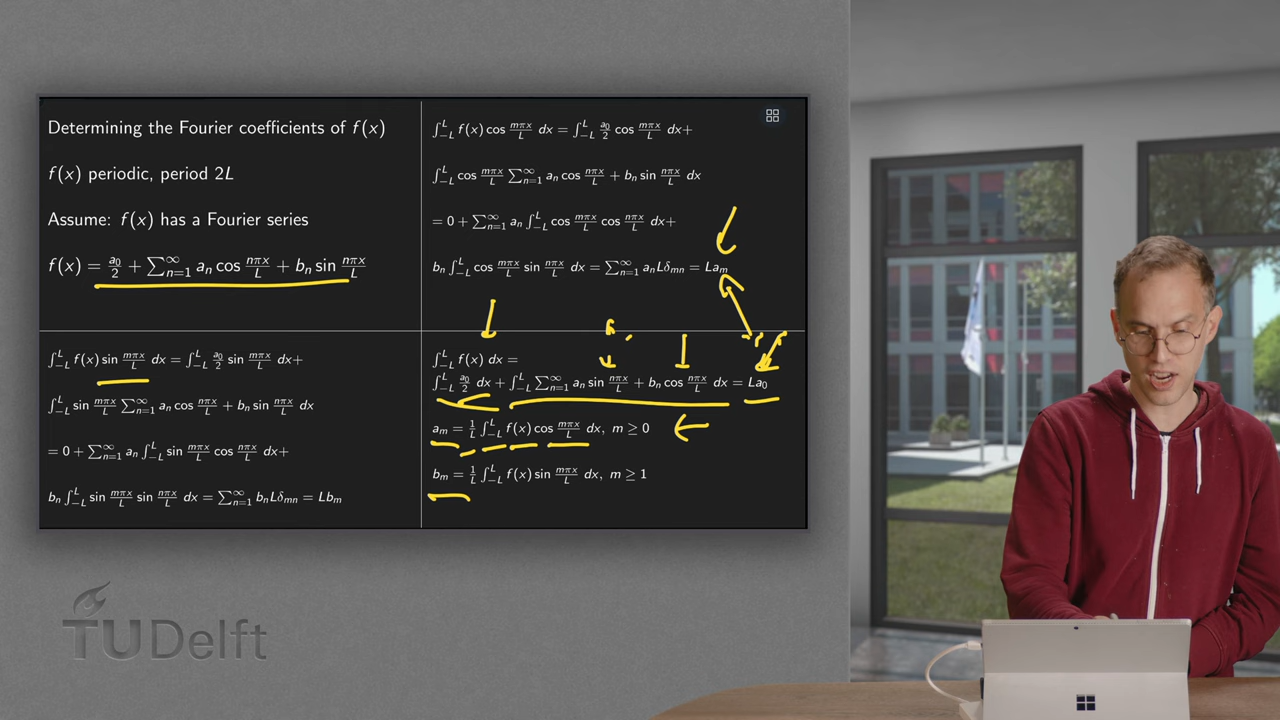 Determining the Fourier coefficients of f(x)
f(x) periodic, period 2L
Assume: f(x) has a Fourier series
f(x) = a₀/2 + ∑_{n=1}^{∞} aₙ cos nπx/L + bₙ sin nπx/L
∫_{-L}^{L} f(x) cos mπx/L dx = ∫_{-L}^{L} a₀/2 cos mπx/L dx+
∫_{-L}^{L} cos mπx/L ∑_{n=1}^{∞} aₙ cos nπx/L + bₙ sin nπx/L dx
= 0 + ∑_{n=1}^{∞} aₙ ∫_{-L}^{L} cos mπx/L cos nπx/L dx+
bₙ ∫_{-L}^{L} cos mπx/L sin nπx/L dx = ∑_{n=1}^{∞} aₙLδₘₙ = Laₘ
∫_{-L}^{L} f(x) sin mπx/L dx = ∫_{-L}^{L} a₀/2 sin mπx/L dx+
∫_{-L}^{L} sin mπx/L ∑_{n=1}^{∞} aₙ cos nπx/L + bₙ sin nπx/L dx
= 0 + ∑_{n=1}^{∞} aₙ ∫_{-L}^{L} sin mπx/L cos nπx/L dx+
bₙ ∫_{-L}^{L} sin mπx/L sin nπx/L dx = ∑_{n=1}^{∞} bₙLδₘₙ = Lbₘ
∫_{-L}^{L} f(x) dx =
∫_{-L}^{L} a₀/2 dx + ∫_{-L}^{L} ∑_{n=1}^{∞} aₙ sin nπx/L + bₙ cos nπx/L dx = La₀
aₘ = 1/L ∫_{-L}^{L} f(x) cos mπx/L dx, m ≥ 0
bₘ = 1/L ∫_{-L}^{L} f(x) sin mπx/L dx, m ≥ 1
TUDelft